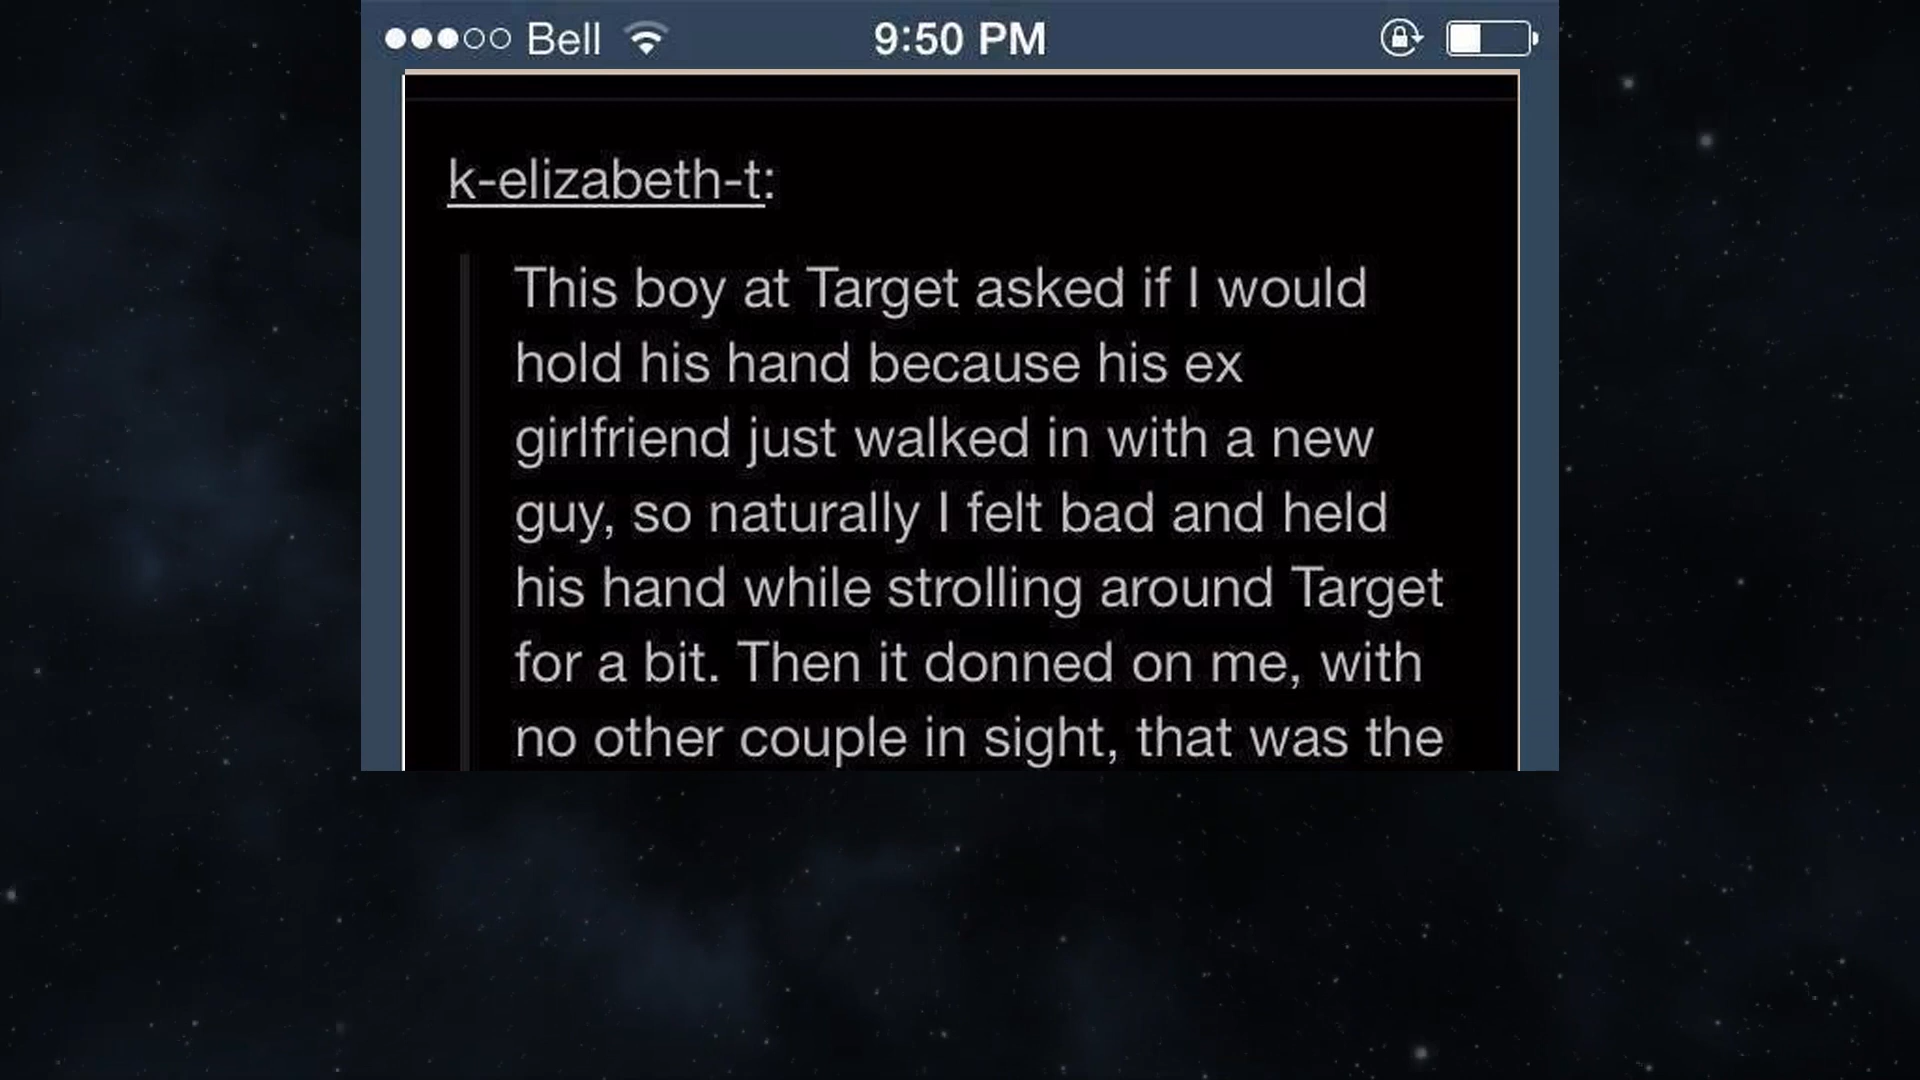 Bell 9:50 PM
k-elizabeth-t:
This boy at Target asked if I would
hold his hand because his ex
girlfriend just walked in with a new
guy, so naturally I felt bad and held
his hand while strolling around Target
for a bit. Then it donned on me, with
no other couple in sight, that was the